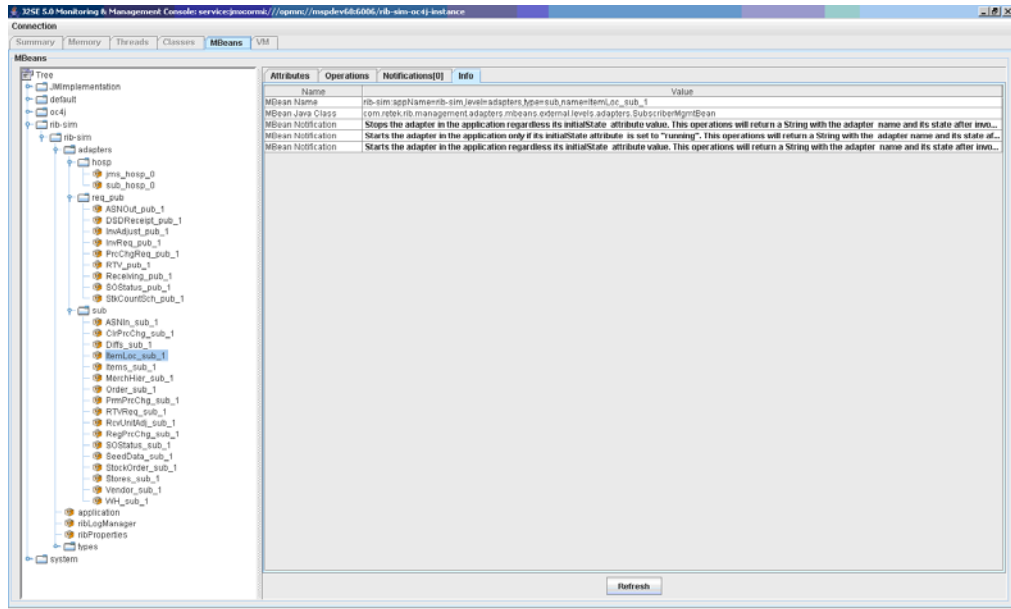 J2SE 5.0 Monitoring & Management Console: service:jmx:ormi:///opmn://mspdev68:6006/rib-sim-oc4j-instance
Connection
Summary Memory Threads Classes MBeans VM
MBeans
Tree
JMImplementation
default
oc4j
rib-sim
rib-sim
adapters
hosp
jms_hosp_0
sub_hosp_0
req_pub
ASNOut_pub_1
DSDReceipt_pub_1
InvAdjust_pub_1
InvReq_pub_1
PrcChgReq_pub_1
RTV_pub_1
Receiving_pub_1
SOStatus_pub_1
StkCountSch_pub_1
sub
ASNIn_sub_1
ClrPrcChg_sub_1
Diffs_sub_1
ItemLoc_sub_1
Items_sub_1
MerchHier_sub_1
Order_sub_1
PrmPrcChg_sub_1
RTVReq_sub_1
RcvUnitAdj_sub_1
RegPrcChg_sub_1
SOStatus_sub_1
SeedData_sub_1
StockOrder_sub_1
Stores_sub_1
Vendor_sub_1
WH_sub_1
application
ribLogManager
ribProperties
types
system
Attributes Operations Notifications[0] Info
Name Value
MBean Name rib-sim:appName=rib-sim,level=adapters,type=sub,name=ItemLoc_sub_1
MBean Java Class com.retek.rib.management.adapters.mbeans.external.levels.adapters.SubscriberMgmtBean
MBean Notification Stops the adapter in the application regardless its initialState attribute value. This operations will return a String with the adapter name and its state after invo...
MBean Notification Starts the adapter in the application only if its initialState attribute is set to "running". This operations will return a String with the adapter name and its state af...
MBean Notification Starts the adapter in the application regardless its initialState attribute value. This operations will return a String with the adapter name and its state after invo...
Refresh